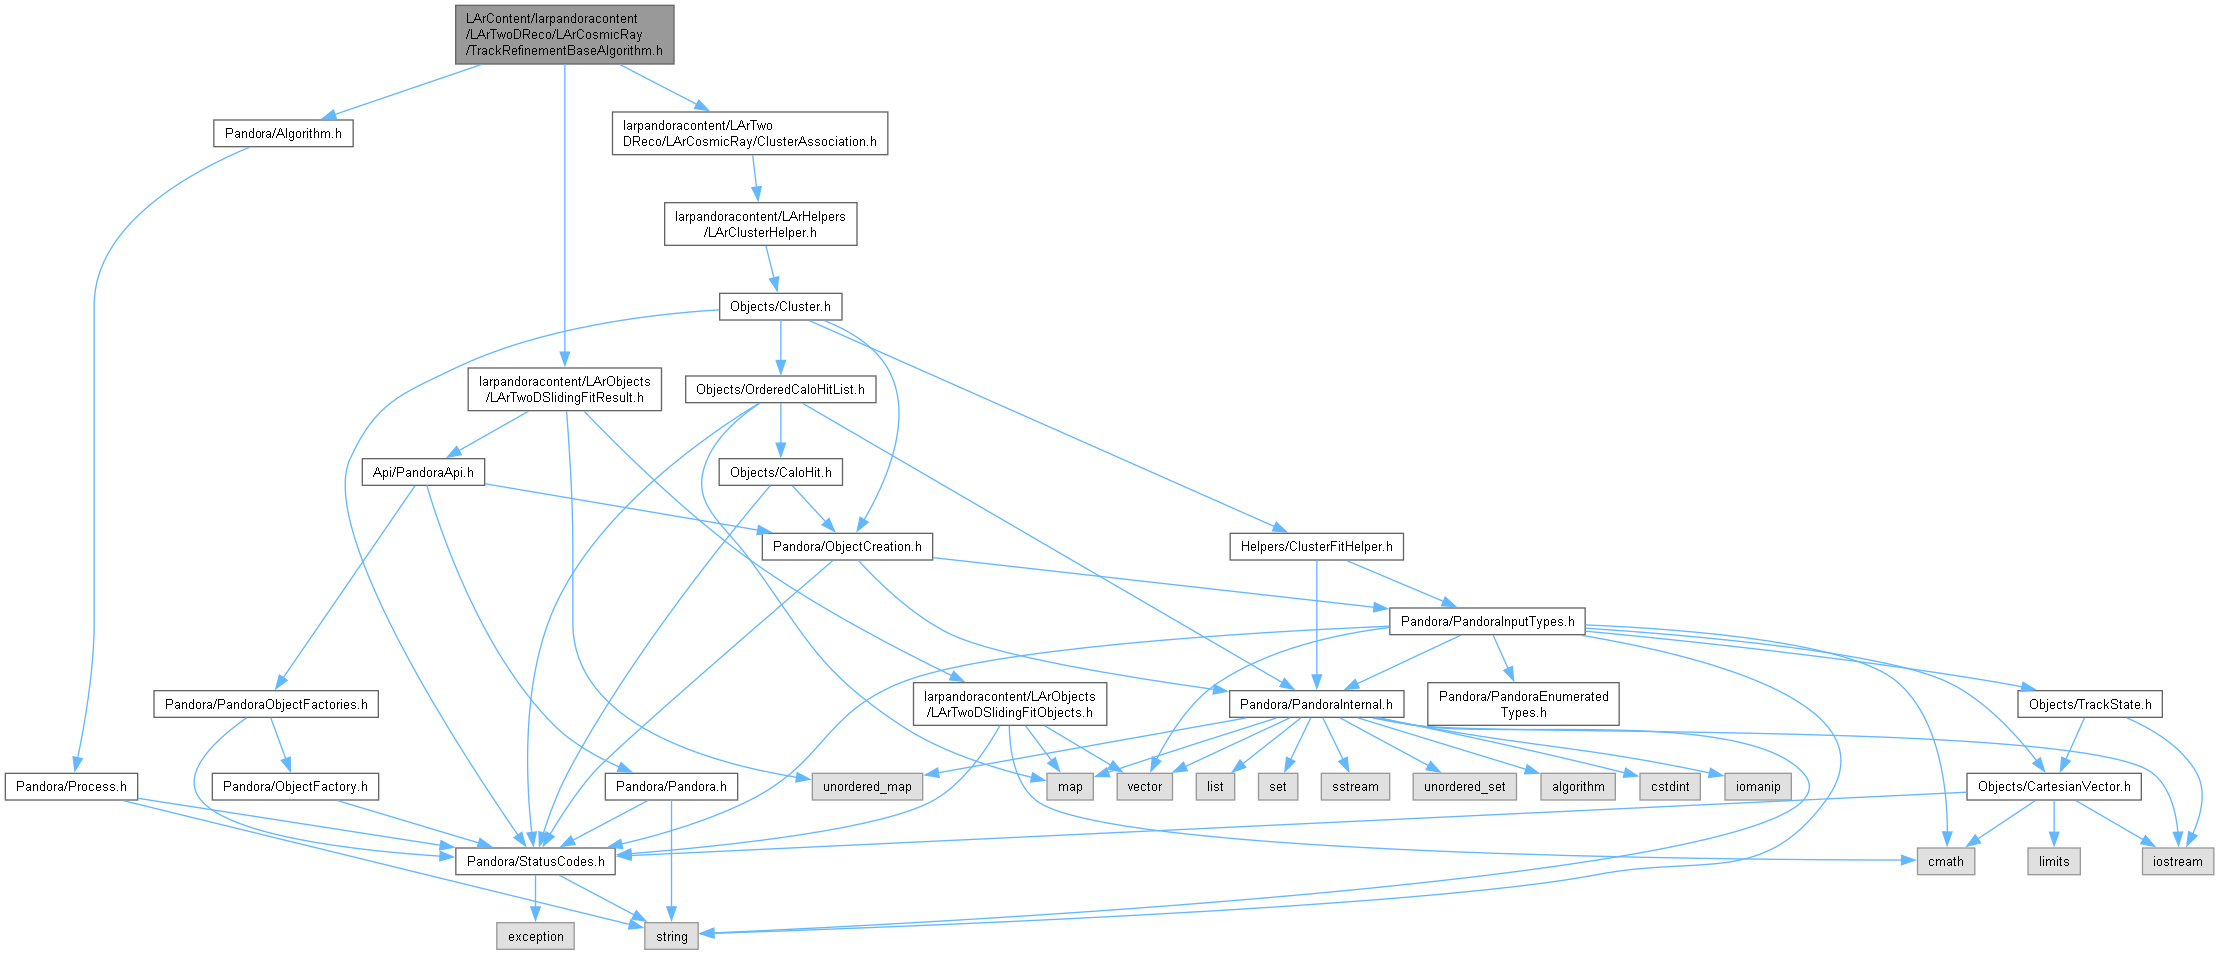 LArContent/larpandoracontent
/LArTwoDReco/LArCosmicRay
/TrackRefinementBaseAlgorithm.h
Pandora/Algorithm.h
larpandoracontent/LArTwo
DReco/LArCosmicRay/ClusterAssociation.h
larpandoracontent/LArHelpers
/LArClusterHelper.h
Objects/Cluster.h
larpandoracontent/LArObjects
/LArTwoDSlidingFitResult.h
Objects/OrderedCaloHitList.h
Api/PandoraApi.h
Objects/CaloHit.h
Pandora/ObjectCreation.h
Helpers/ClusterFitHelper.h
Pandora/PandoraInputTypes.h
Pandora/PandoraObjectFactories.h
larpandoracontent/LArObjects
/LArTwoDSlidingFitObjects.h
Pandora/PandoraInternal.h
Pandora/PandoraEnumerated
Types.h
Objects/TrackState.h
Pandora/Process.h
Pandora/ObjectFactory.h
Pandora/Pandora.h
unordered_map
map
vector
list
set
sstream
unordered_set
algorithm
cstdint
iomanip
Objects/CartesianVector.h
Pandora/StatusCodes.h
cmath
limits
iostream
exception
string